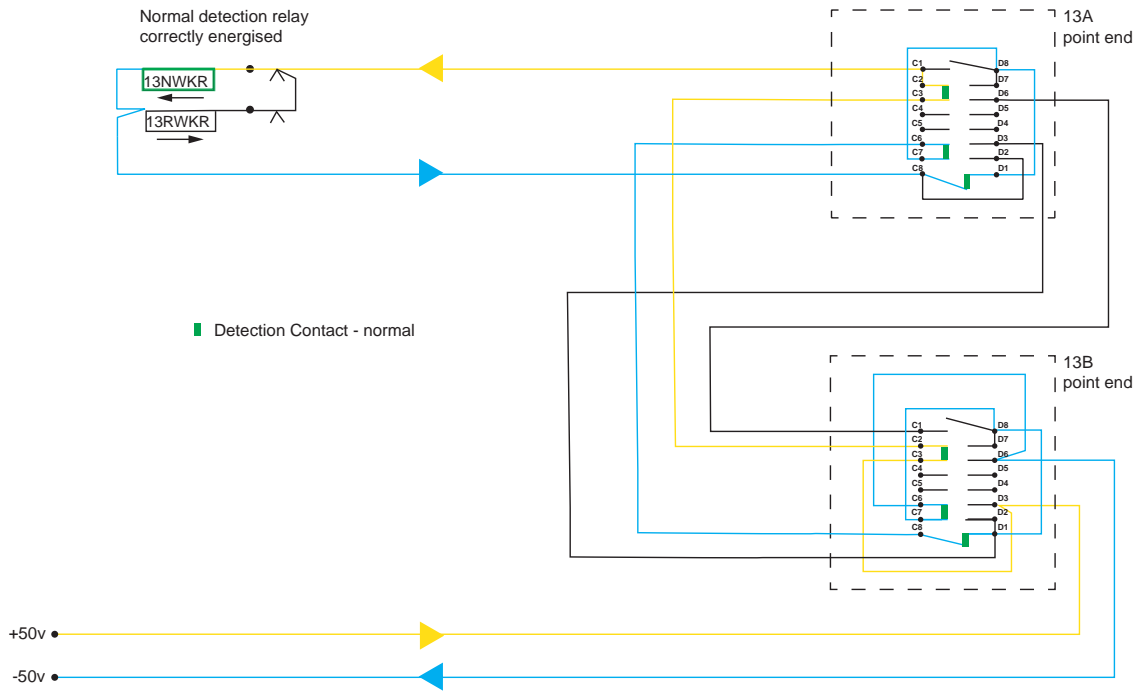 Normal detection relay
correctly energised
13NWKR
13RWKR
13A
point end
C1
C2
C3
C4
C5
C6
C7
C8
D8
D7
D6
D5
D4
D3
D2
D1
Detection Contact - normal
13B
point end
C1
C2
C3
C4
C5
C6
C7
C8
D8
D7
D6
D5
D4
D3
D2
D1
+50v
-50v